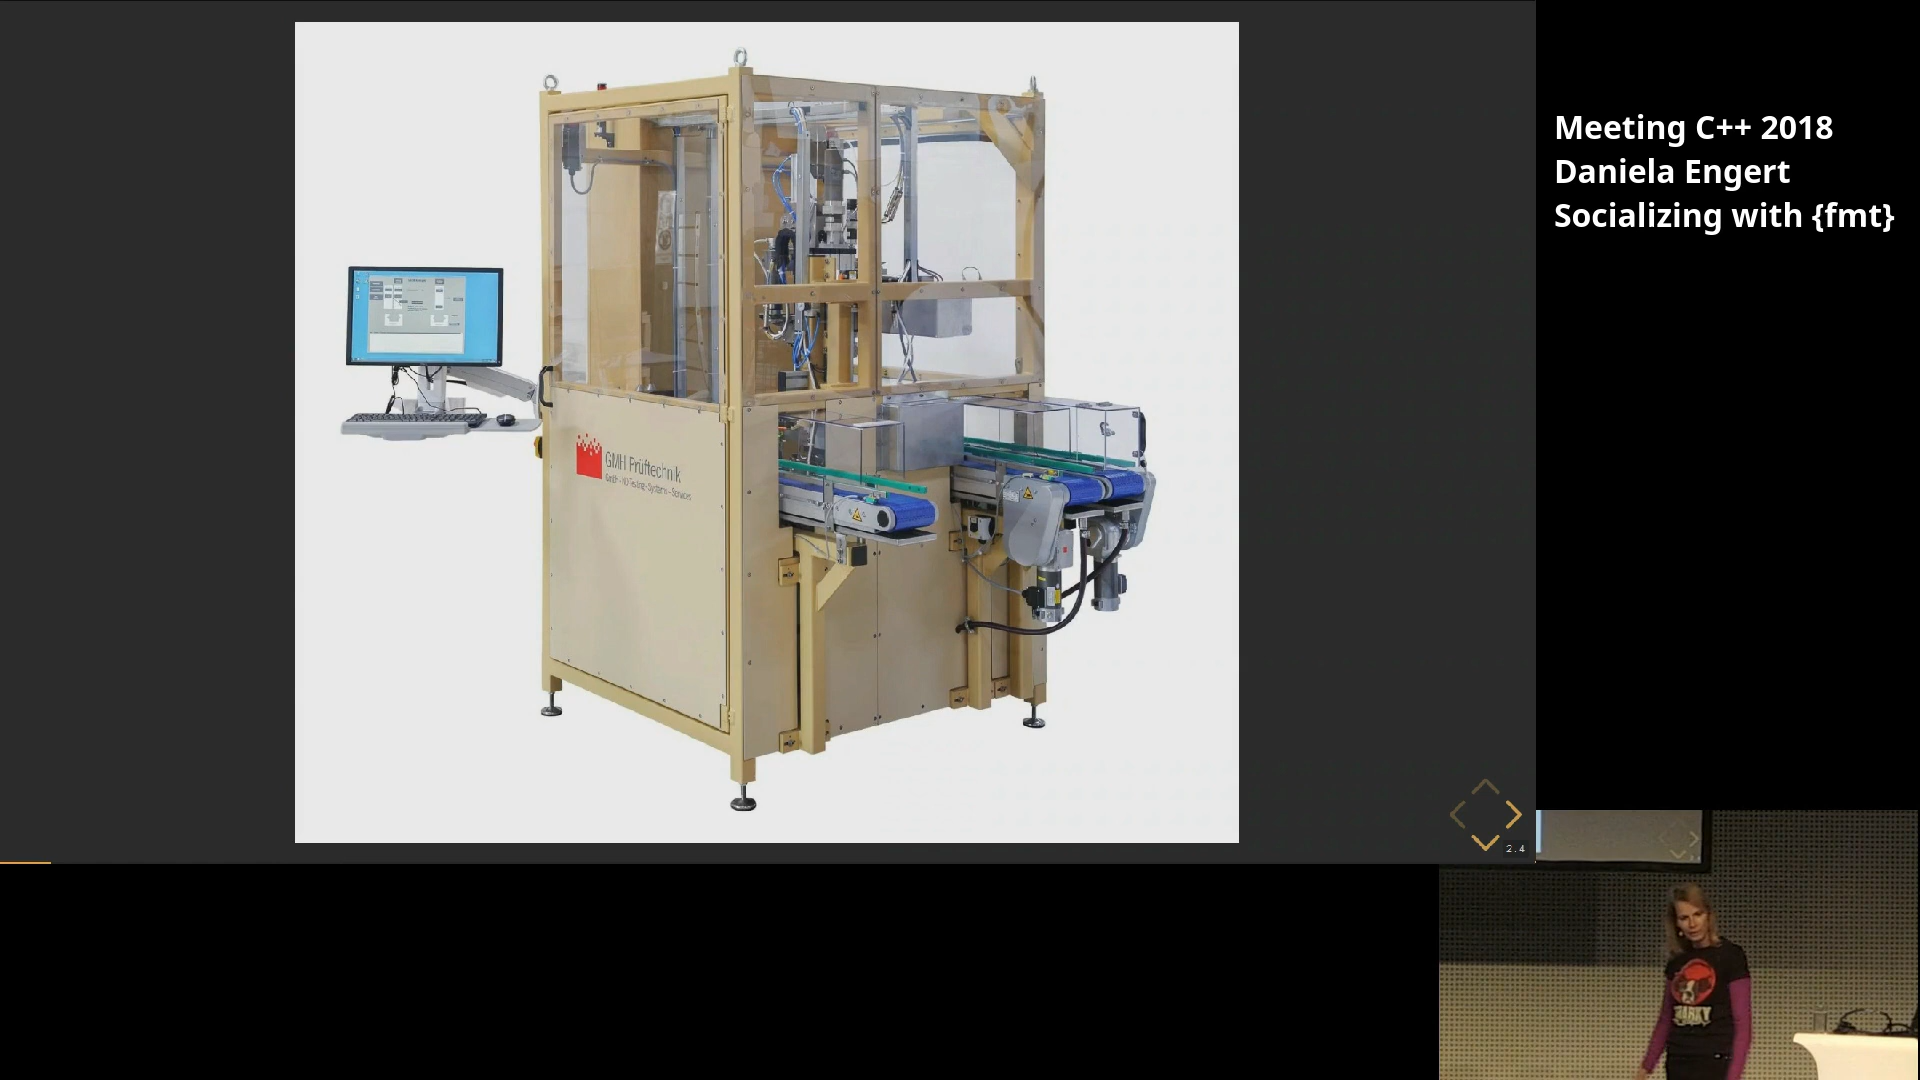 Meeting C++ 2018
Daniela Engert
Socializing with {fmt}
GMH Prüftechnik
2.4